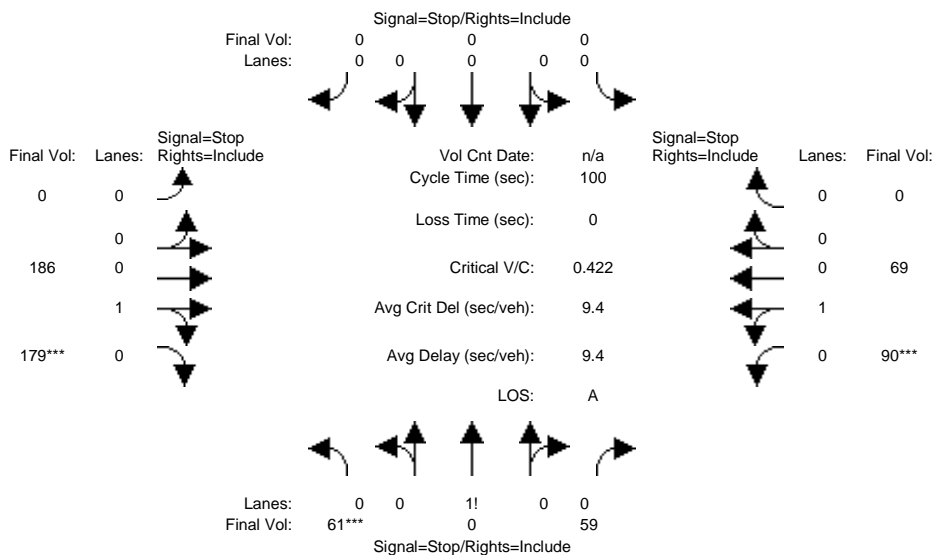 Signal=Stop/Rights=Include
Final Vol: 0 0 0
Lanes: 0 0 0 0 0
Signal=Stop Signal=Stop
Final Vol: Lanes: Rights=Include Vol Cnt Date: n/a Rights=Include Lanes: Final Vol:
Cycle Time (sec): 100
0 0 0 0
Loss Time (sec): 0
0 0
186 0 Critical V/C: 0.422 0 69
1 Avg Crit Del (sec/veh): 9.4 1
179*** 0 Avg Delay (sec/veh): 9.4 0 90***
LOS: A
Lanes: 0 0 1! 0 0
Final Vol: 61*** 0 59
Signal=Stop/Rights=Include